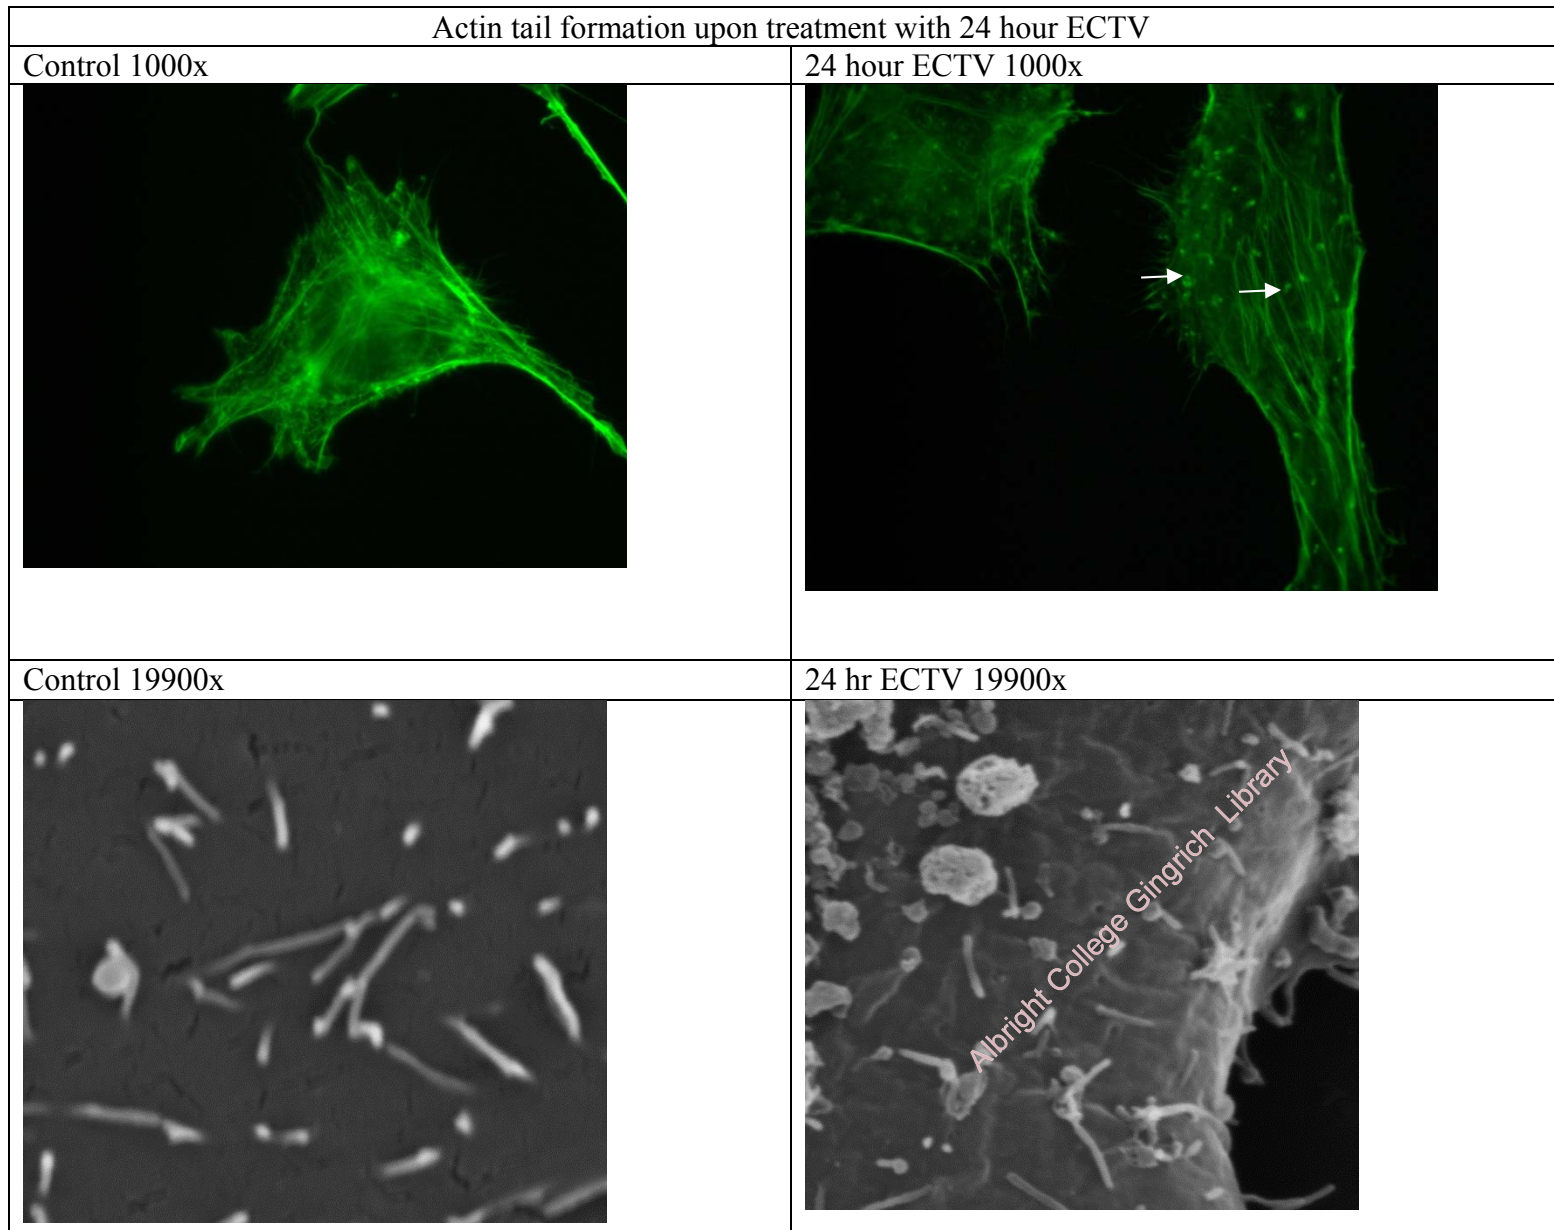 Actin tail formation upon treatment with 24 hour ECTV
Control 1000x
24 hour ECTV 1000x
Control 19900x
24 hr ECTV 19900x
Albright College Gingrich Library